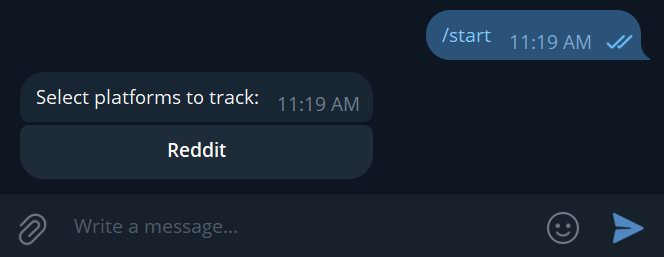 /start 11:19 AM
Select platforms to track: 11:19 AM
Reddit
Write a message...